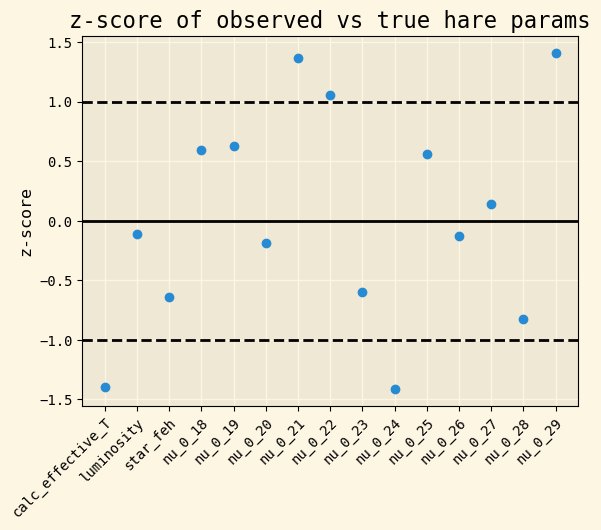 z-score of observed vs true hare params
z-score
1.5
1.0
0.5
0.0
−0.5
−1.0
−1.5
calc_effective_T
luminosity
star_feh
nu_0_18
nu_0_19
nu_0_20
nu_0_21
nu_0_22
nu_0_23
nu_0_24
nu_0_25
nu_0_26
nu_0_27
nu_0_28
nu_0_29